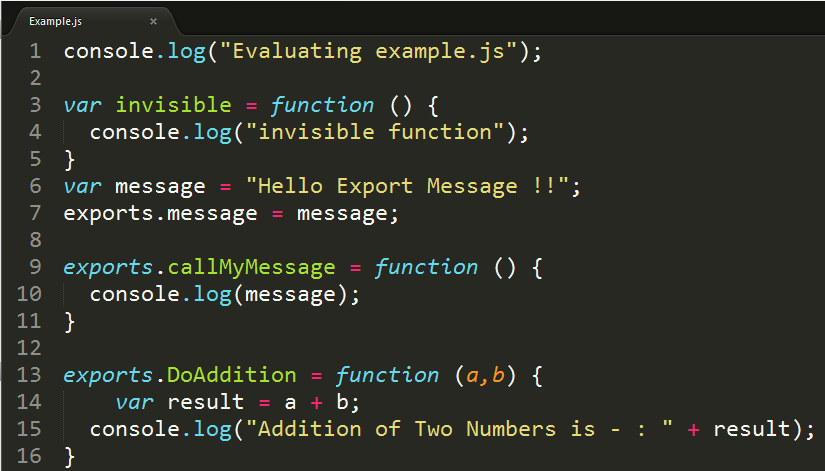 Example.js ×
1 console.log("Evaluating example.js");
2
3 var invisible = function () {
4   console.log("invisible function");
5 }
6 var message = "Hello Export Message !!";
7 exports.message = message;
8
9 exports.callMyMessage = function () {
10   console.log(message);
11 }
12
13 exports.DoAddition = function (a,b) {
14     var result = a + b;
15   console.log("Addition of Two Numbers is - : " + result);
16 }